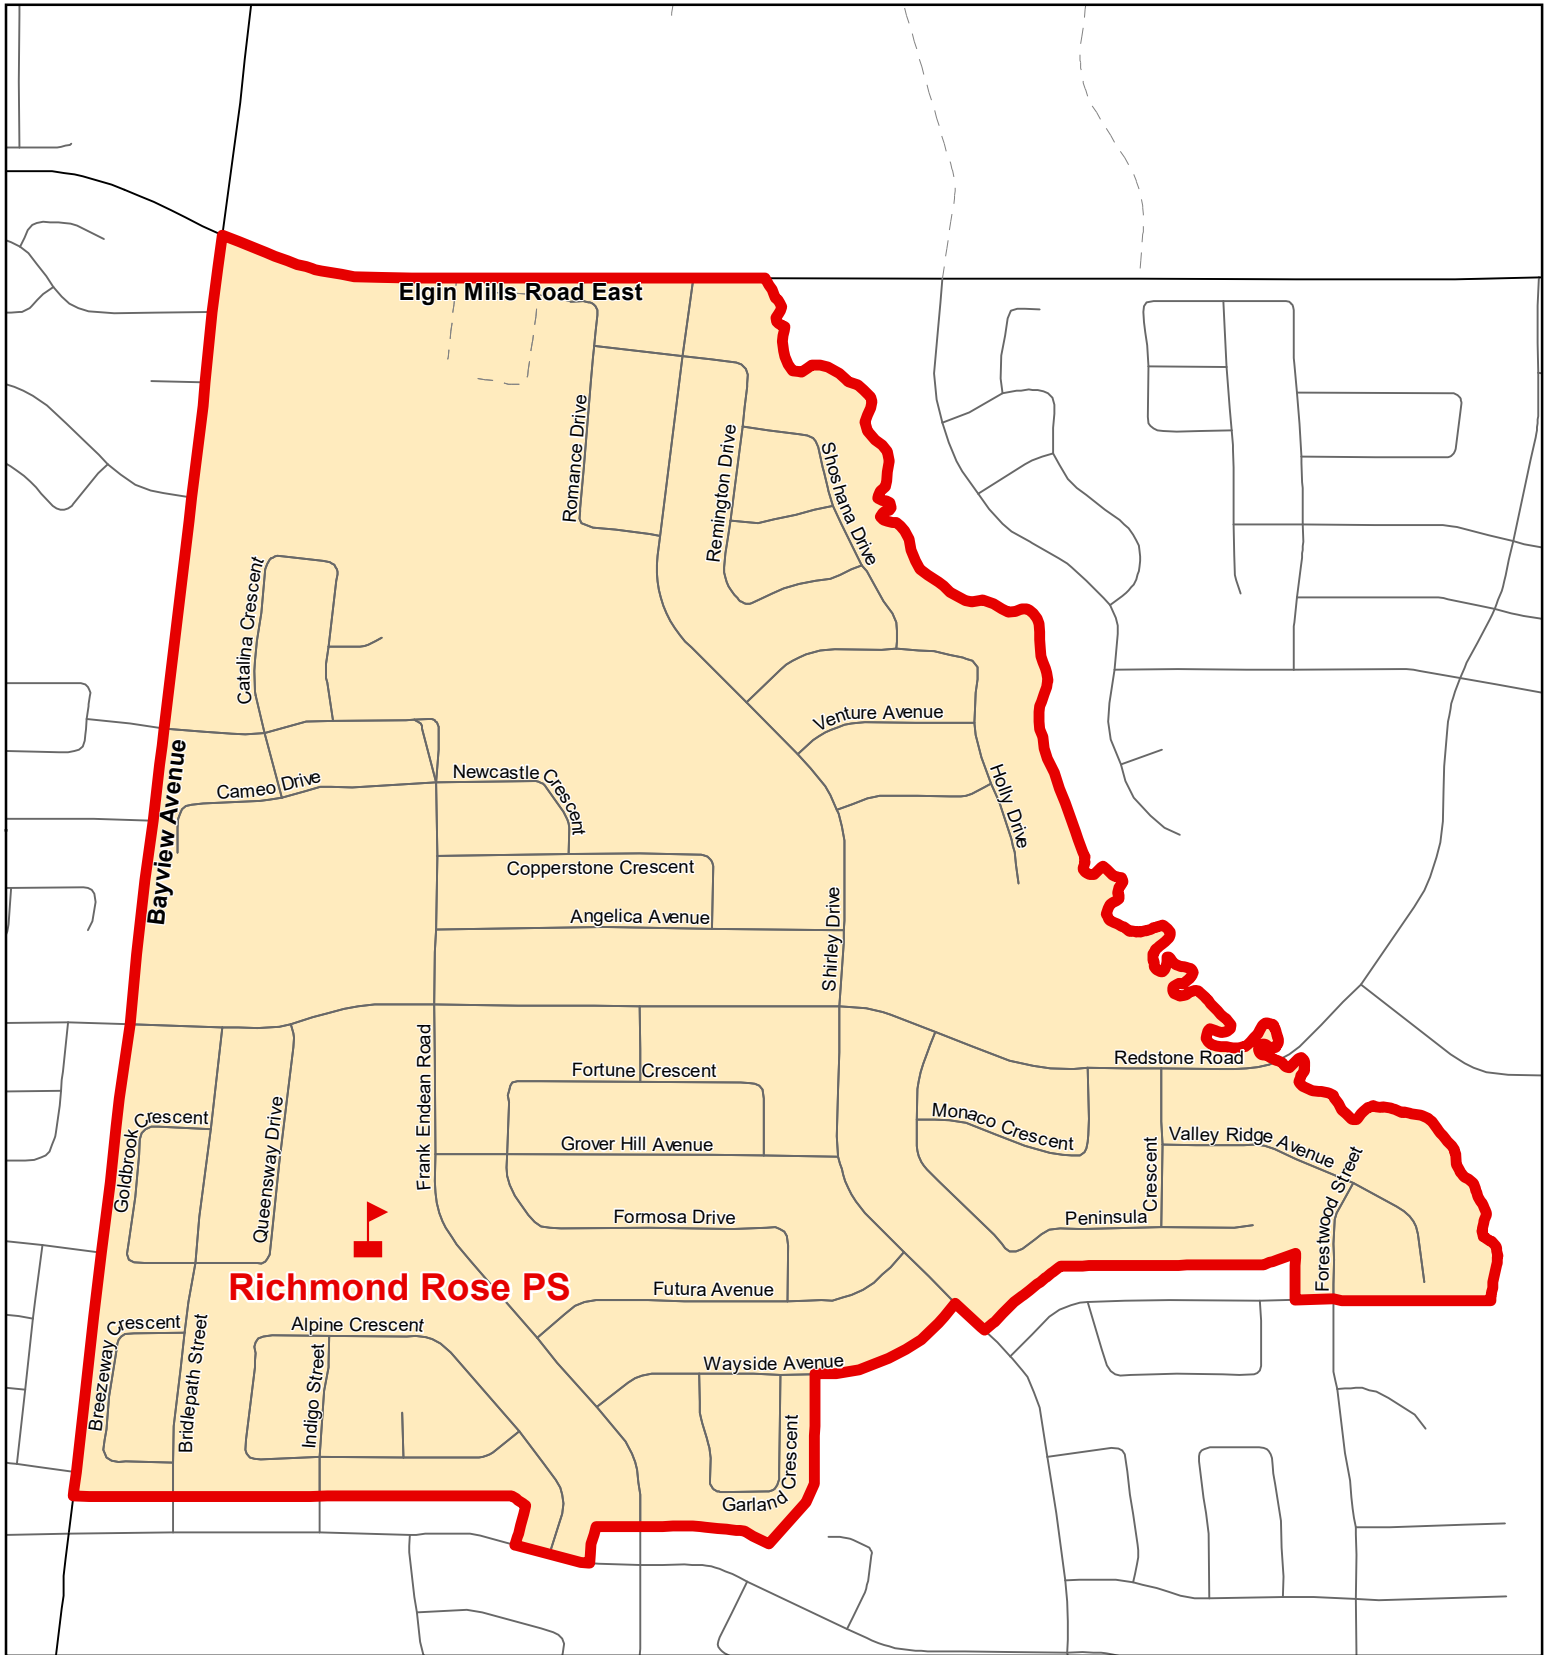 Elgin Mills Road East
Romance Drive
Remington Drive
Shoshana Drive
Catalina Crescent
Venture Avenue
Bayview Avenue
Cameo Drive
Newcastle Crescent
Holly Drive
Copperstone Crescent
Angelica Avenue
Shirley Drive
Frank Endean Road
Redstone Road
Fortune Crescent
Goldbrook Crescent
Queensway Drive
Monaco Crescent
Grover Hill Avenue
Valley Ridge Avenue
Peninsula Crescent
Forestwood Street
Formosa Drive
Richmond Rose PS
Futura Avenue
Breezeway Crescent
Bridlepath Street
Alpine Crescent
Indigo Street
Wayside Avenue
Garland Crescent